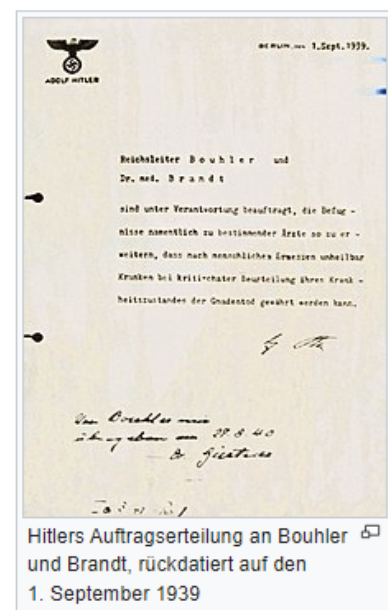 ADOLF HITLER
BERLIN, den 1.Sept.1939.
Reichsleiter B o u h l e r und
Dr. med. B r a n d t
sind unter Verantwortung beauftragt, die Befug -
nisse namentlich zu bestimmender Ärzte so zu er -
weitern, dass nach menschlichem Ermessen unheilbar
Kranken bei kritischster Beurteilung ihres Krank -
heitszustandes der Gnadentod gewährt werden kann.
Von Bouhler mir
übergeben am 27.8.40
Dr. Gürtner
Hitlers Auftragserteilung an Bouhler
und Brandt, rückdatiert auf den
1. September 1939